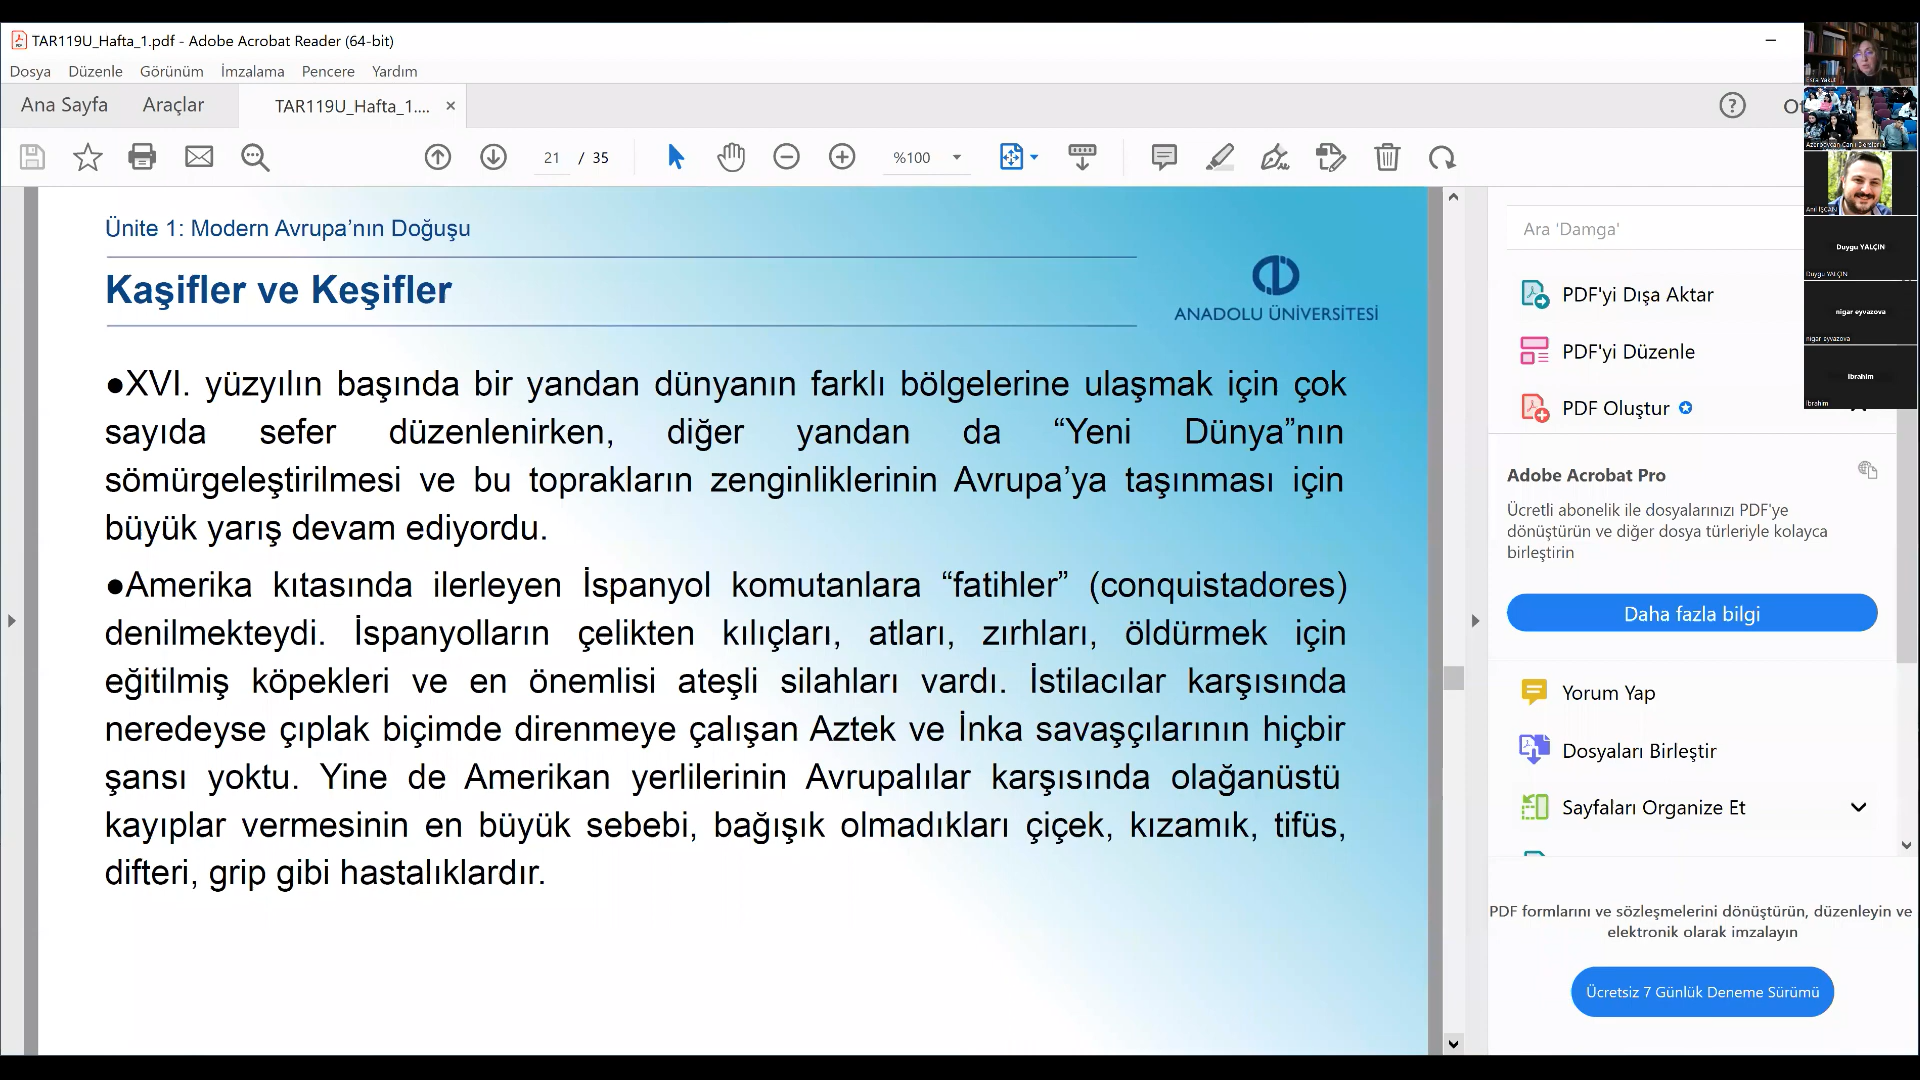 TAR119U_Hafta_1.pdf - Adobe Acrobat Reader (64-bit)
Dosya Düzenle Görünüm İmzalama Pencere Yardım
Ana Sayfa Araçlar TAR119U_Hafta_1....
21 / 35 %100
Ünite 1: Modern Avrupa’nın Doğuşu
Kaşifler ve Keşifler
ANADOLU ÜNİVERSİTESİ
●XVI. yüzyılın başında bir yandan dünyanın farklı bölgelerine ulaşmak için çok
sayıda sefer düzenlenirken, diğer yandan da “Yeni Dünya”nın
sömürgeleştirilmesi ve bu toprakların zenginliklerinin Avrupa’ya taşınması için
büyük yarış devam ediyordu.
●Amerika kıtasında ilerleyen İspanyol komutanlara “fatihler” (conquistadores)
denilmekteydi. İspanyolların çelikten kılıçları, atları, zırhları, öldürmek için
eğitilmiş köpekleri ve en önemlisi ateşli silahları vardı. İstilacılar karşısında
neredeyse çıplak biçimde direnmeye çalışan Aztek ve İnka savaşçılarının hiçbir
şansı yoktu. Yine de Amerikan yerlilerinin Avrupalılar karşısında olağanüstü
kayıplar vermesinin en büyük sebebi, bağışık olmadıkları çiçek, kızamık, tifüs,
difteri, grip gibi hastalıklardır.
Ara 'Damga'
PDF'yi Dışa Aktar
PDF'yi Düzenle
PDF Oluştur
Adobe Acrobat Pro
Ücretli abonelik ile dosyalarınızı PDF'ye
dönüştürün ve diğer dosya türleriyle kolayca
birleştirin
Daha fazla bilgi
Yorum Yap
Dosyaları Birleştir
Sayfaları Organize Et
PDF formlarını ve sözleşmelerini dönüştürün, düzenleyin ve
elektronik olarak imzalayın
Ücretsiz 7 Günlük Deneme Sürümü
Esra Yakut
Anıl İŞCAN
Duygu YALÇIN
Duygu YALÇIN
nigar eyvazova
nigar eyvazova
İbrahim
İbrahim